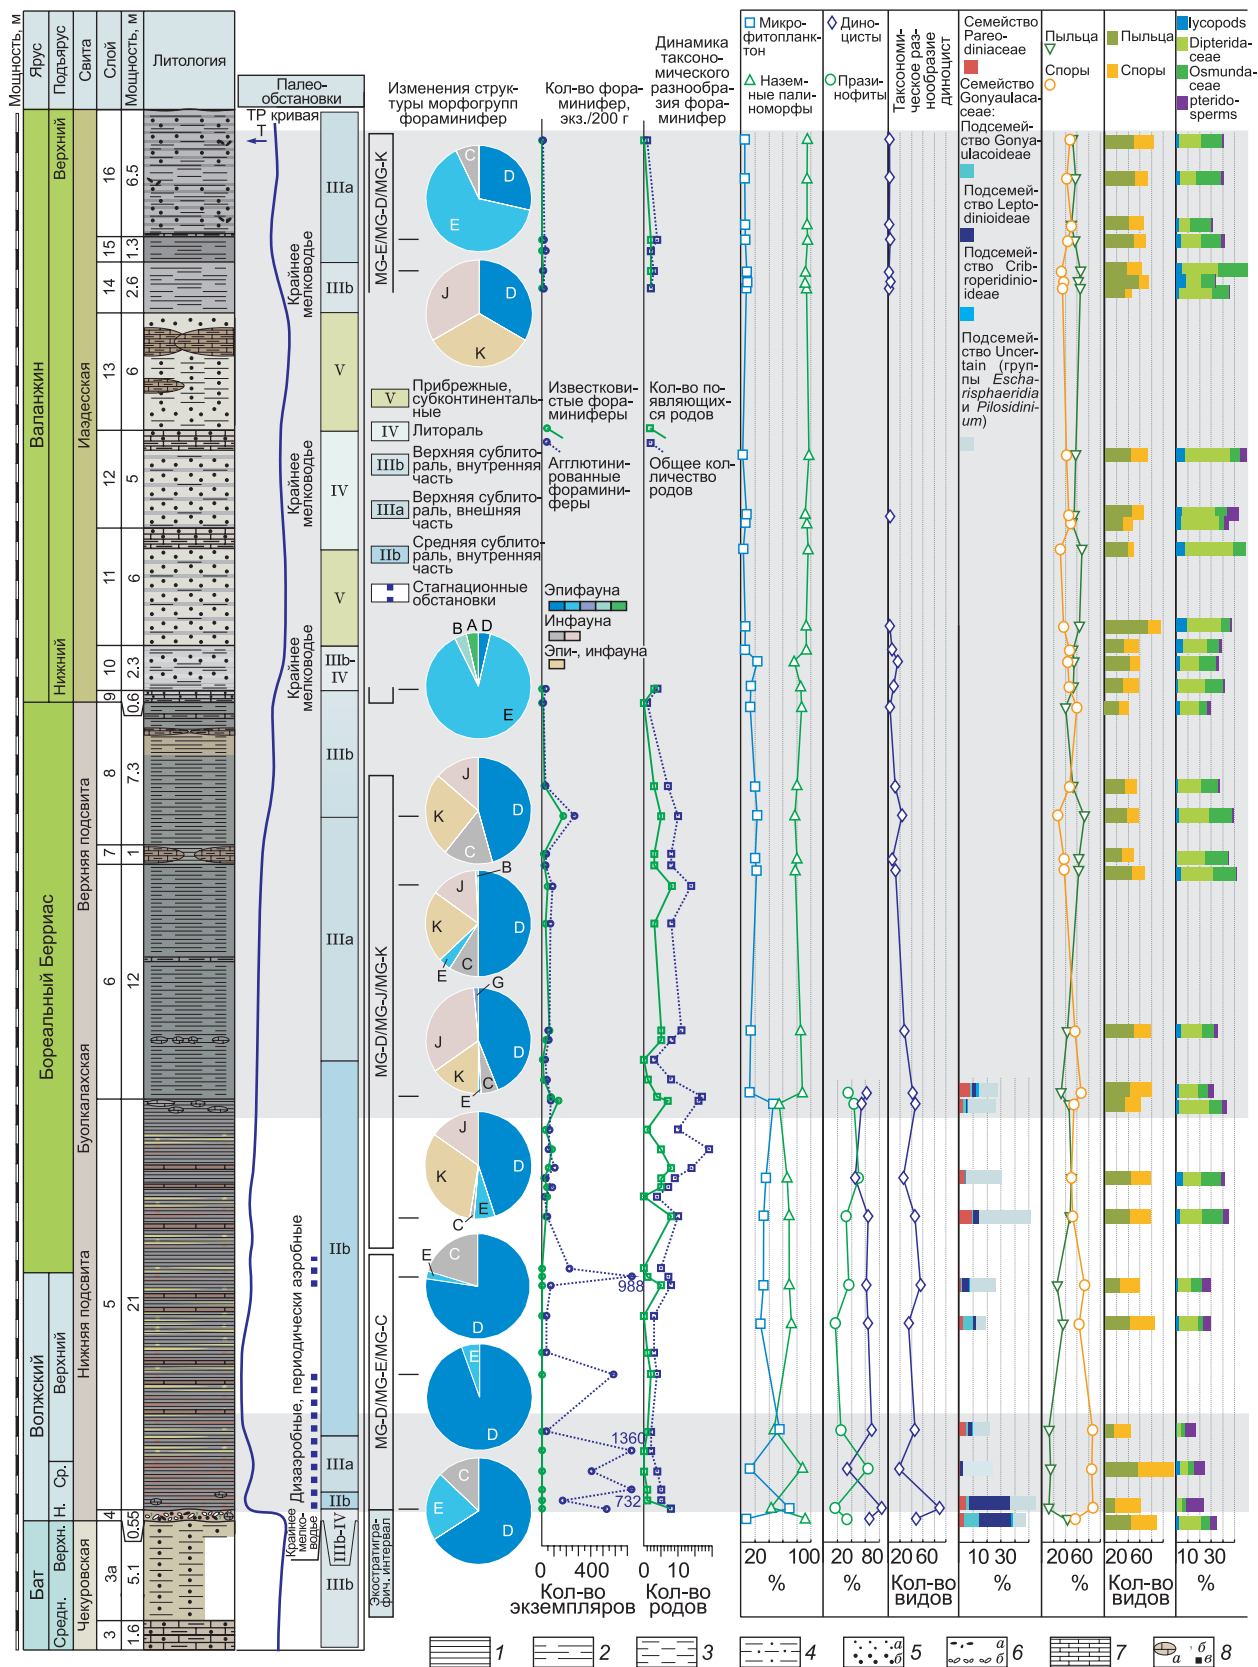 Мощность, м
Ярус
Подъярус
Свита
Слой
Мощность, м
Литология
Палео-
обстановки
ТР кривая
Т
Изменения струк-
туры морфогрупп
фораминифер
Кол-во фора-
минифер,
экз./200 г
Динамика
таксоно-
мического
разнообра-
зия фора-
минифер
Микро-
фитопланк-
тон
Назем-
ные пали-
номорфы
Дино-
цисты
Прази-
нофиты
Таксономи-
ческое раз-
нообразие
диноцист
Семейство
Pareo-
diniaceae
Семейство
Gonyaulaca-
ceae:
Подсемей-
ство Gony-
aulacoideae
Подсемей-
ство Lepto-
dinioideae
Подсемей-
ство Crib-
roperidinio-
ideae
Подсемей-
ство Uncer-
tain (груп-
пы Escha-
risphaeridia
и Pilosidini-
um)
Пыльца
Споры
Пыльца
Споры
lycopods
Dipterida-
ceae
Osmunda-
ceae
pterido-
sperms
Валанжин
Бореальный Берриас
Волжский
Бат
Верхний
Нижний
Верхний
Ср.
Н.
Верхн.
Средн.
Иаэдесская
Буолкалахская
Верхняя подсвита
Нижняя подсвита
Чекуровская
16
15
14
13
12
11
10
9
8
7
6
5
4
3а
3
6.5
1.3
2.6
6
5
6
2.3
0.6
7.3
1
12
21
0.55
5.1
1.6
Крайнее
мелководье
Крайнее
мелководье
Крайнее
мелководье
Дизаэробные, периодически аэробные
Крайнее
мелко-
водье
IIIa
IIIb
V
IV
V
IIIb-
IV
IIIb
IIIa
IIb
IIIa
IIb
IIIb-IV
IIIb
MG-E/MG-D/MG-K
MG-D/MG-J/MG-K
MG-D/MG-E/MG-C
Экостратигра-
фич. интервал
C
D
E
J
D
K
V
Прибрежные,
субконтиненталь-
ные
IV
Литораль
IIIb
Верхняя сублито-
раль, внутренняя
часть
IIIa
Верхняя сублито-
раль, внешняя
часть
IIb
Средняя сублито-
раль, внутренняя
часть
Стагнационные
обстановки
Известкови-
стые фора-
миниферы
Агглютини-
рованные
форамини-
феры
Кол-во по-
являющих-
ся родов
Общее кол-
ичество
родов
Эпифауна
Инфауна
Эпи-, инфауна
B
A
D
E
J
K
D
C
B
J
K
D
E
C
G
J
D
K
C
E
J
K
D
E
C
C
E
D
E
D
C
E
D
988
1360
732
0
400
Кол-во
экземпляров
0
10
Кол-во
родов
20
100
%
20
80
%
20
60
Кол-во
видов
10
30
%
20
60
%
20
60
Кол-во
видов
10
30
%
1
2
3
4
а
б
5
а
б
6
7
а
б
в
8